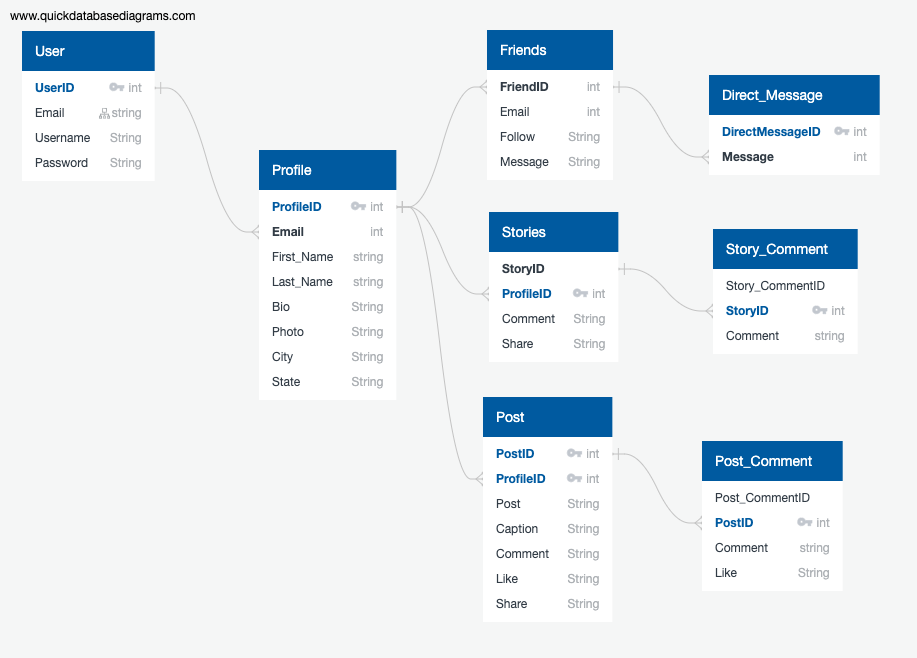 www.quickdatabasediagrams.com
User
UserID int
Email string
Username String
Password String
Profile
ProfileID int
Email int
First_Name string
Last_Name string
Bio String
Photo String
City String
State String
Friends
FriendID int
Email int
Follow String
Message String
Direct_Message
DirectMessageID int
Message int
Stories
StoryID
ProfileID int
Comment String
Share String
Story_Comment
Story_CommentID
StoryID int
Comment string
Post
PostID int
ProfileID int
Post String
Caption String
Comment String
Like String
Share String
Post_Comment
Post_CommentID
PostID int
Comment string
Like String